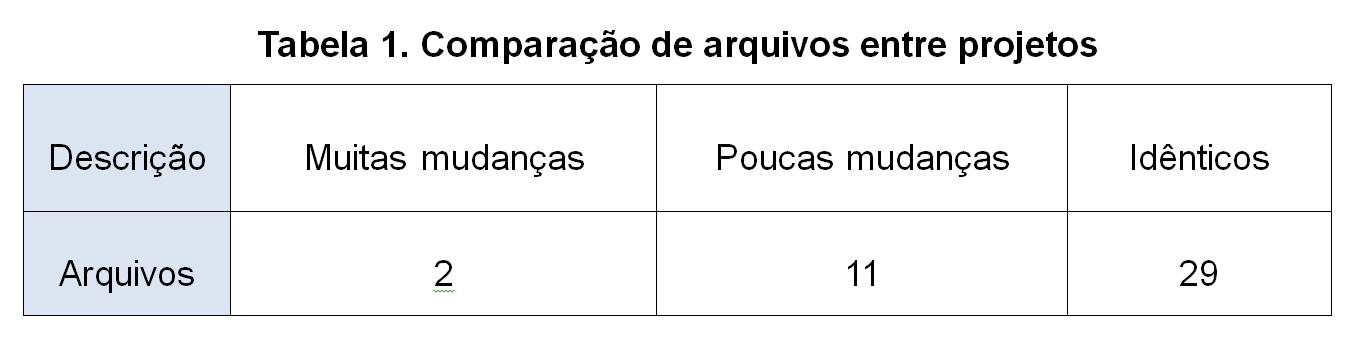 Tabela 1. Comparação de arquivos entre projetos
Descrição Muitas mudanças Poucas mudanças Idênticos
Arquivos 2 11 29